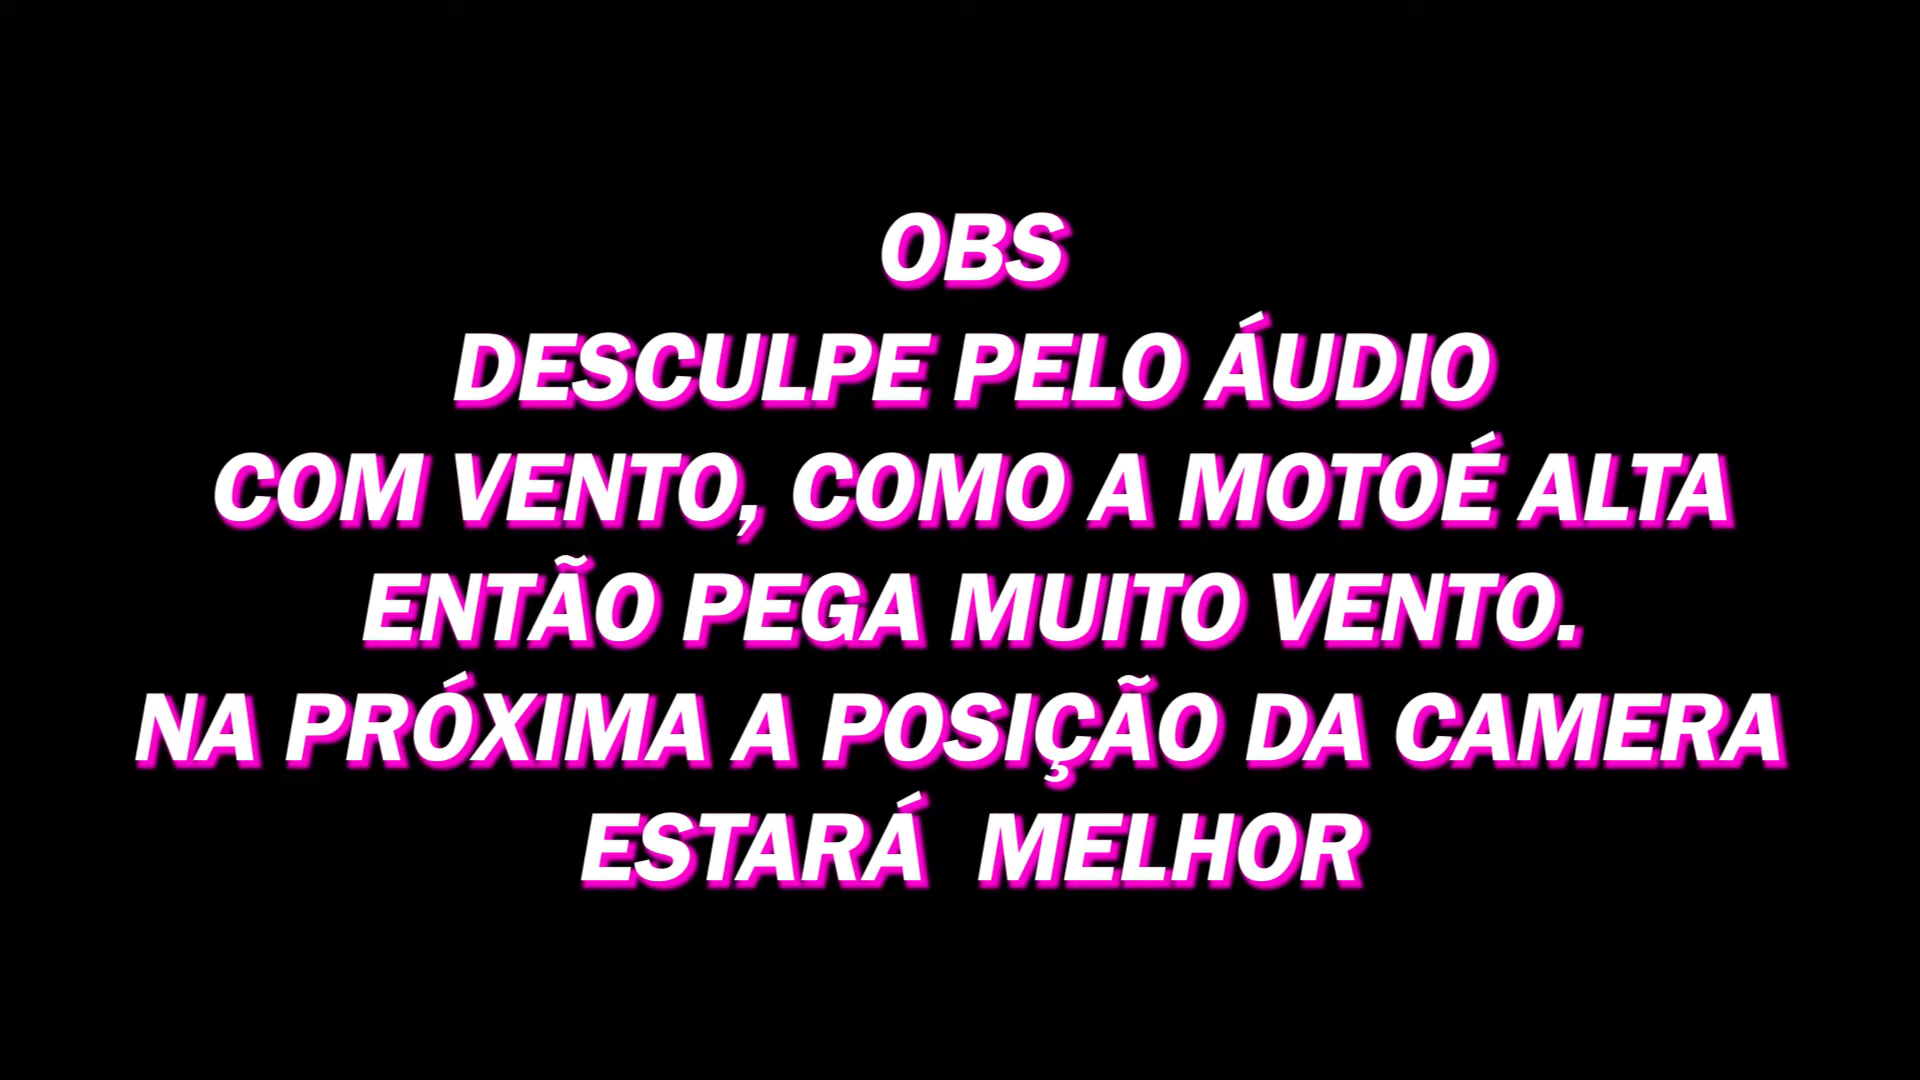 OBS
DESCULPE PELO ÁUDIO
COM VENTO, COMO A MOTOÉ ALTA
ENTÃO PEGA MUITO VENTO.
NA PRÓXIMA A POSIÇÃO DA CAMERA
ESTARÁ  MELHOR